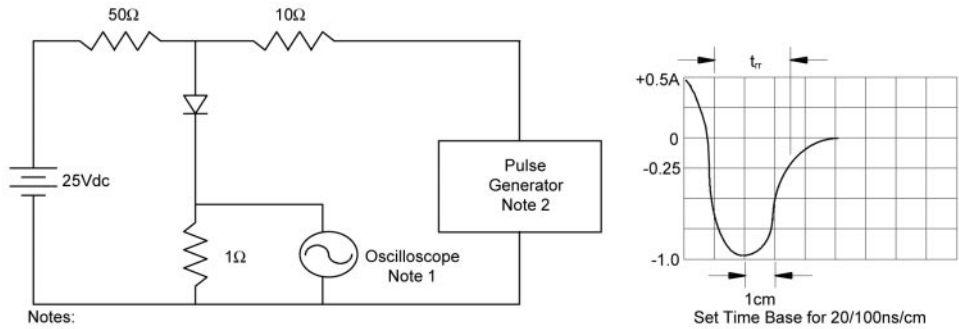 50Ω
10Ω
25Vdc
1Ω
Oscilloscope
Note 1
Pulse
Generator
Note 2
Notes:
trr
+0.5A
0
-0.25
-1.0
1cm
Set Time Base for 20/100ns/cm